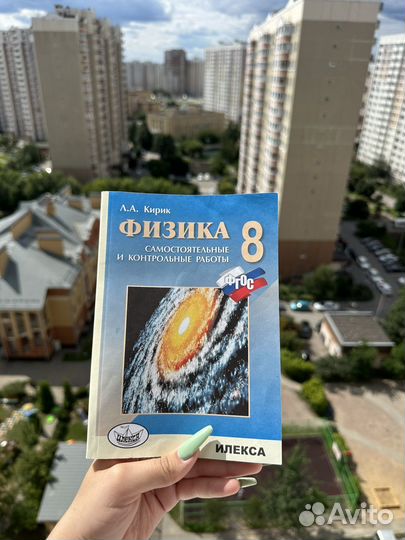 Л.А. Кирик
ФИЗИКА 8
САМОСТОЯТЕЛЬНЫЕ
И КОНТРОЛЬНЫЕ РАБОТЫ
ФГОС
ИЛЕКСА
Avito